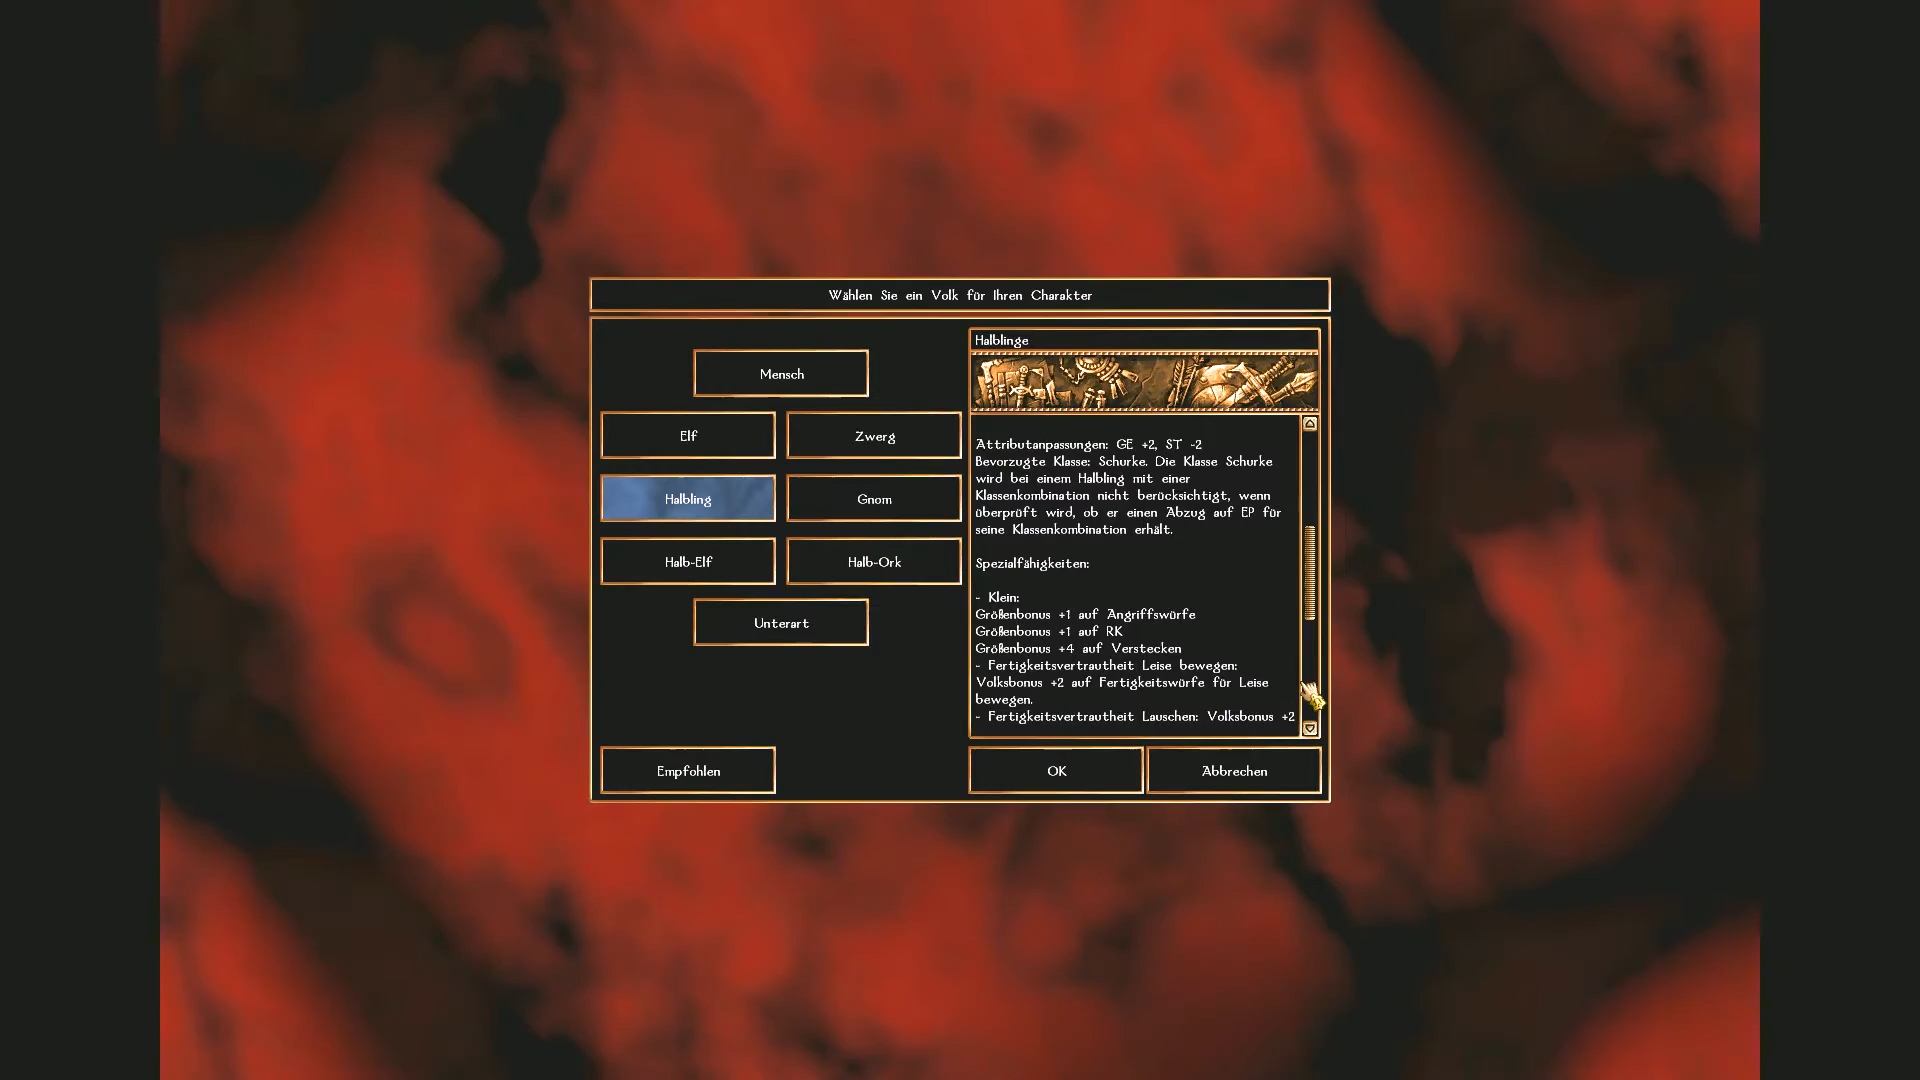 Wählen Sie ein Volk für Ihren Charakter
Mensch
Elf
Zwerg
Halbling
Gnom
Halb-Elf
Halb-Ork
Unterart
Empfohlen
Halblinge
Attributanpassungen: GE +2, ST -2
Bevorzugte Klasse: Schurke. Die Klasse Schurke
wird bei einem Halbling mit einer
Klassenkombination nicht berücksichtigt, wenn
überprüft wird, ob er einen Abzug auf EP für
seine Klassenkombination erhält.
Spezialfähigkeiten:
- Klein:
Größenbonus +1 auf Angriffswürfe
Größenbonus +1 auf RK
Größenbonus +4 auf Verstecken
- Fertigkeitsvertrautheit Leise bewegen:
Volksbonus +2 auf Fertigkeitswürfe für Leise
bewegen.
- Fertigkeitsvertrautheit Lauschen: Volksbonus +2
OK
Abbrechen